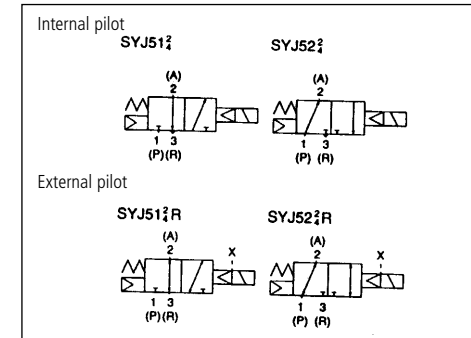 Internal pilot
SYJ51²₄ SYJ52²₄
(A) (A)
2 2
1 3 1 3
(P)(R) (P) (R)
External pilot
SYJ51²₄R SYJ52²₄R
(A) X (A) X
2 2
1 3 1 3
(P)(R) (P) (R)